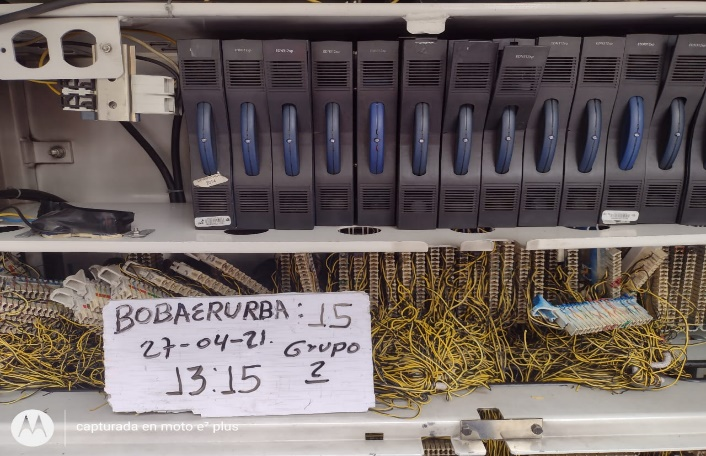 BOBAERURBA: 15
27-04-21. Grupo 2
13:15
capturada en moto e⁵ plus